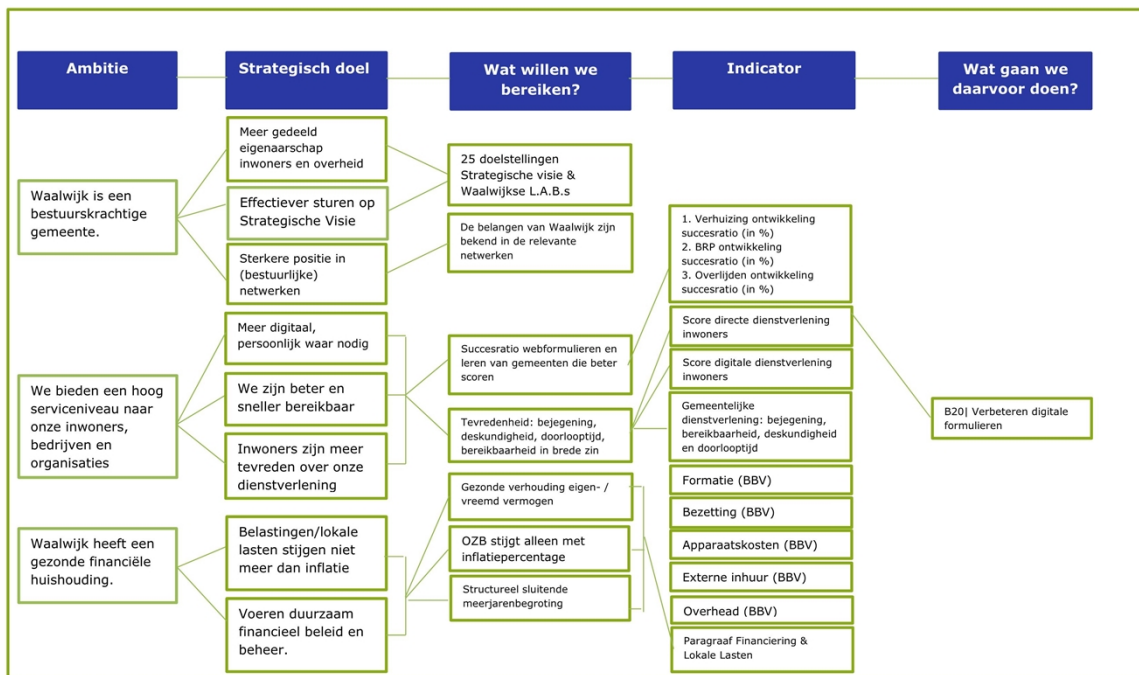 Ambitie
Strategisch doel
Wat willen we
bereiken?
Indicator
Wat gaan we
daarvoor doen?
Waalwijk is een
bestuurskrachtige
gemeente.
We bieden een hoog
serviceniveau naar
onze inwoners,
bedrijven en
organisaties
Waalwijk heeft een
gezonde financiële
huishouding.
Meer gedeeld
eigenaarschap
inwoners en overheid
Effectiever sturen op
Strategische Visie
Sterkere positie in
(bestuurlijke)
netwerken
Meer digitaal,
persoonlijk waar nodig
We zijn beter en
sneller bereikbaar
Inwoners zijn meer
tevreden over onze
dienstverlening
Belastingen/lokale
lasten stijgen niet
meer dan inflatie
Voeren duurzaam
financieel beleid en
beheer.
25 doelstellingen
Strategische visie &
Waalwijkse L.A.B.s
De belangen van Waalwijk zijn
bekend in de relevante
netwerken
Succesratio webformulieren en
leren van gemeenten die beter
scoren
Tevredenheid: bejegening,
deskundigheid, doorlooptijd,
bereikbaarheid in brede zin
Gezonde verhouding eigen- /
vreemd vermogen
OZB stijgt alleen met
inflatiepercentage
Structureel sluitende
meerjarenbegroting
1. Verhuizing ontwikkeling
succesratio (in %)
2. BRP ontwikkeling
succesratio (in %)
3. Overlijden ontwikkeling
succesratio (in %)
Score directe dienstverlening
inwoners
Score digitale dienstverlening
inwoners
Gemeentelijke
dienstverlening: bejegening,
bereikbaarheid, deskundigheid
en doorlooptijd
Formatie (BBV)
Bezetting (BBV)
Apparaatskosten (BBV)
Externe inhuur (BBV)
Overhead (BBV)
Paragraaf Financiering &
Lokale Lasten
B20| Verbeteren digitale
formulieren